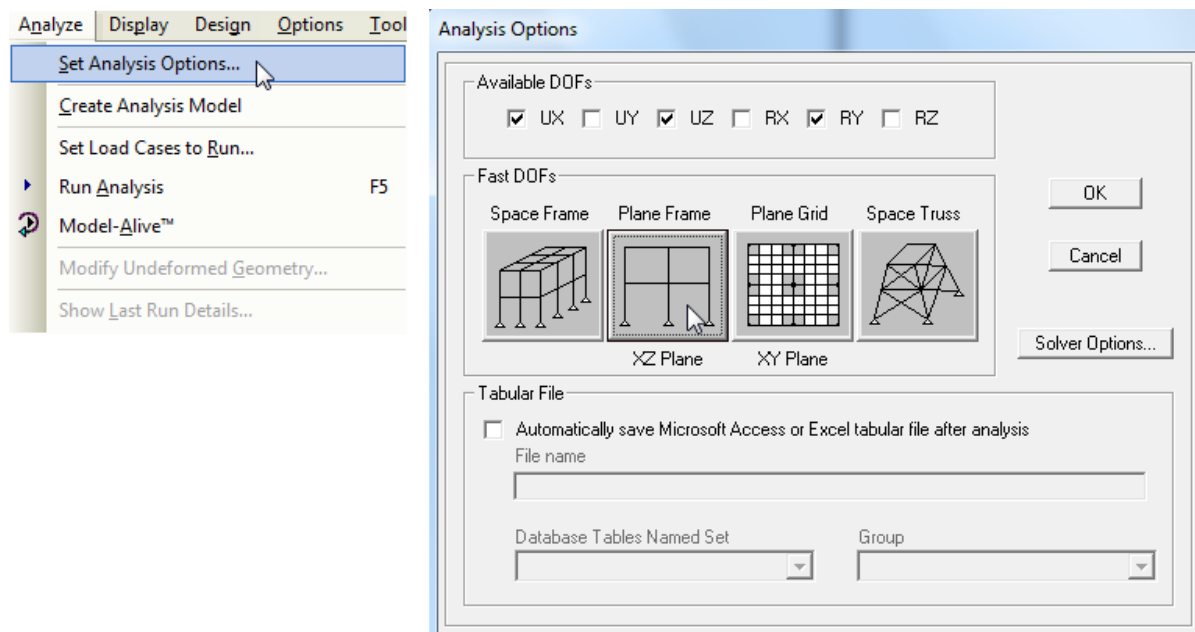 Analyze Display Design Options Tool
Set Analysis Options...
Create Analysis Model
Set Load Cases to Run...
Run Analysis F5
Model-Alive™
Modify Undeformed Geometry...
Show Last Run Details...
Analysis Options
Available DOFs
UX UY UZ RX RY RZ
Fast DOFs
Space Frame Plane Frame Plane Grid Space Truss
XZ Plane XY Plane
OK
Cancel
Solver Options...
Tabular File
Automatically save Microsoft Access or Excel tabular file after analysis
File name
Database Tables Named Set Group